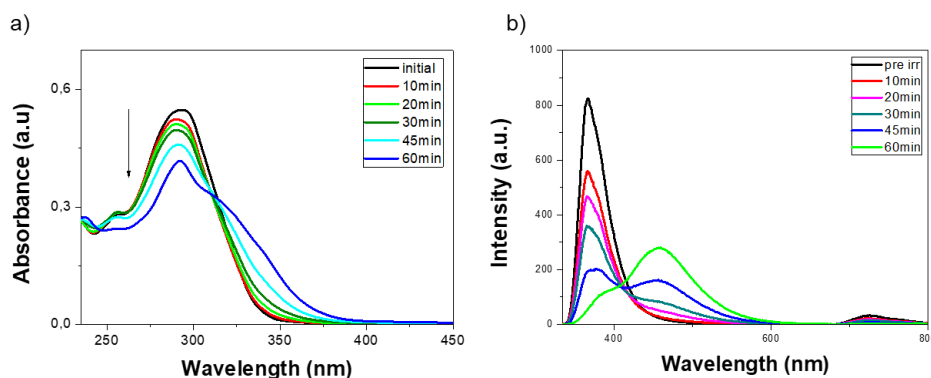 a)
b)
0,6
0,3
0,0
Absorbance (a.u)
250
300
350
400
450
Wavelength (nm)
initial
10min
20min
30min
45min
60min
1000
800
600
400
200
0
Intensity (a.u.)
400
600
80
Wavelength (nm)
pre irr
10min
20min
30min
45min
60min